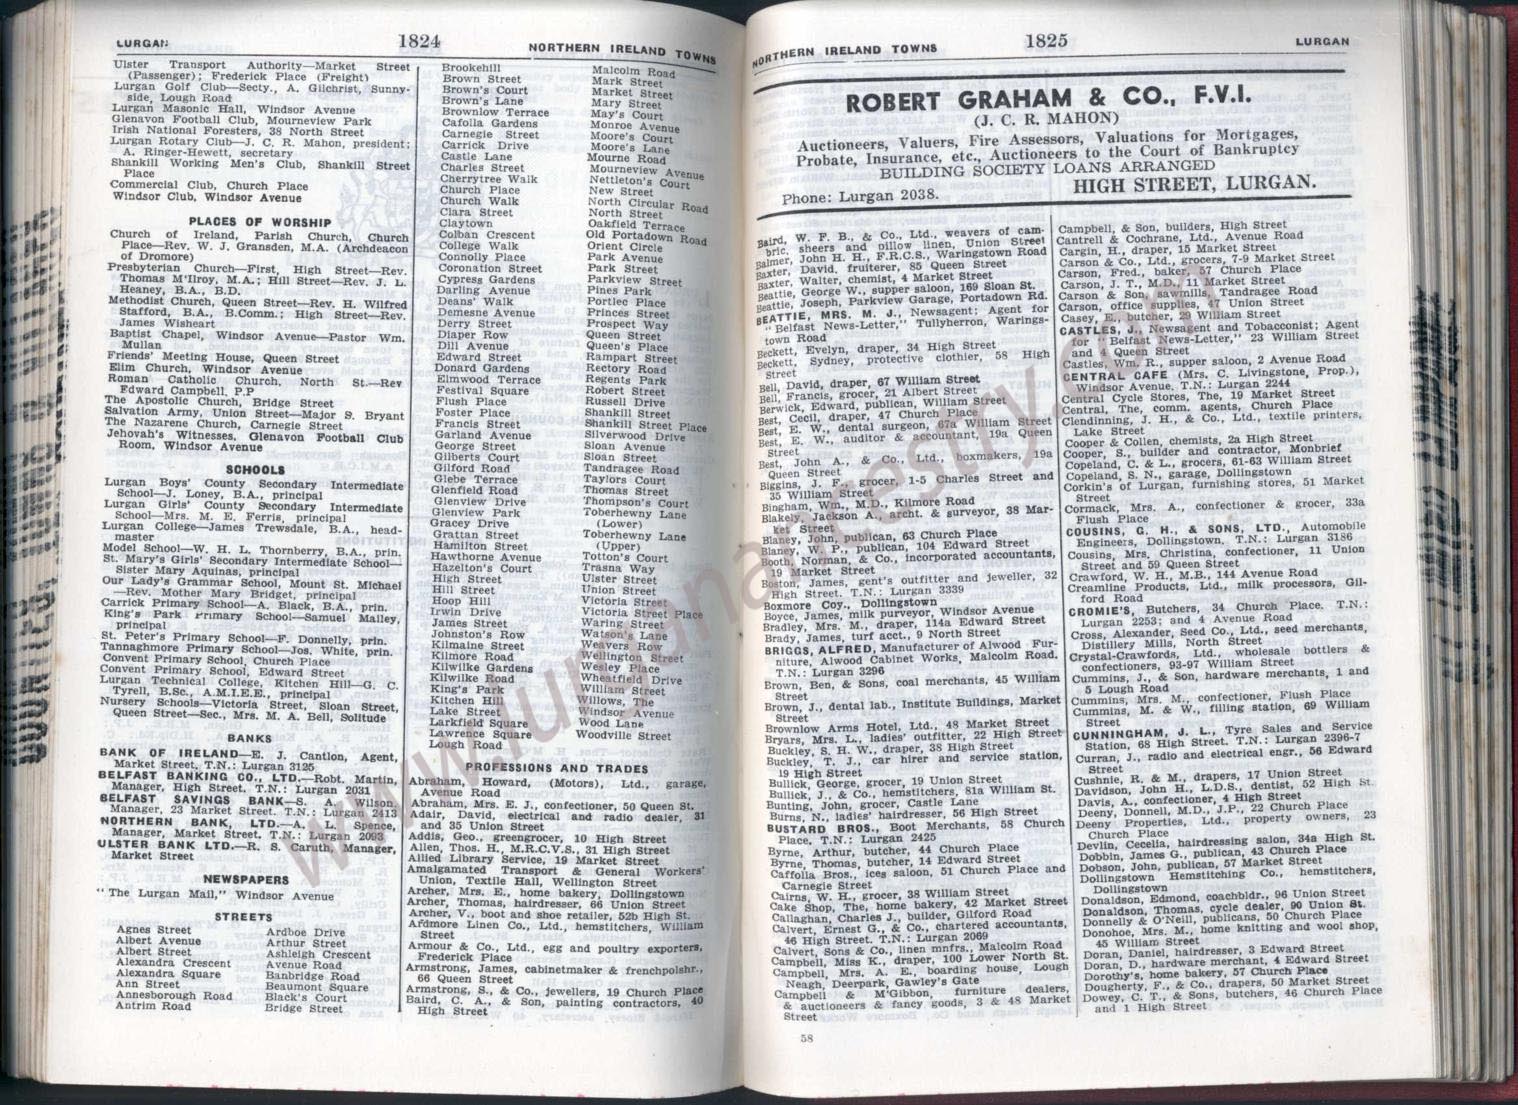 LURGAN
1824
NORTHERN IRELAND TOWNS
Ulster Transport Authority—Market Street
(Passenger); Frederick Place (Freight)
Lurgan Golf Club—Secty., A. Gilchrist, Sunny-
side, Lough Road
Lurgan Masonic Hall, Windsor Avenue
Glenavon Football Club, Mourneview Park
Irish National Foresters, 38 North Street
Lurgan Rotary Club—J. C. R. Mahon, president;
A. Ringer-Hewett, secretary
Shankill Working Men's Club, Shankill Street
Place
Commercial Club, Church Place
Windsor Club, Windsor Avenue
PLACES OF WORSHIP
Church of Ireland, Parish Church, Church
Place—Rev. W. J. Gransden, M.A. (Archdeacon
of Dromore)
Presbyterian Church—First, High Street—Rev.
Thomas M'Ilroy, M.A.; Hill Street—Rev. J. L.
Heaney, B.A., B.D.
Methodist Church, Queen Street—Rev. H. Wilfred
Stafford, B.A., B.Comm.; High Street—Rev.
James Wisheart
Baptist Chapel, Windsor Avenue—Pastor Wm.
Mullan
Friends' Meeting House, Queen Street
Elim Church, Windsor Avenue
Roman Catholic Church, North St.—Rev
Edward Campbell, P.P
The Apostolic Church, Bridge Street
Salvation Army, Union Street—Major S. Bryant
The Nazarene Church, Carnegie Street
Jehovah's Witnesses, Glenavon Football Club
Room, Windsor Avenue
SCHOOLS
Lurgan Boys' County Secondary Intermediate
School—J. Loney, B.A., principal
Lurgan Girls' County Secondary Intermediate
School—Mrs. M. E. Ferris, principal
Lurgan College—James Trewsdale, B.A., head-
master
Model School—W. H. L. Thornberry, B.A., prin.
St. Mary's Girls' Secondary Intermediate School—
Sister Mary Aquinas, principal
Our Lady's Grammar School, Mount St. Michael
—Rev. Mother Mary Bridget, principal
Carrick Primary School—A. Black, B.A., prin.
King's Park Primary School—Samuel Malley,
principal
St. Peter's Primary School—F. Donnelly, prin.
Tannaghmore Primary School—Jos. White, prin.
Convent Primary School, Church Place
Convent Primary School, Edward Street
Lurgan Technical College, Kitchen Hill—G. C.
Tyrell, B.Sc., A.M.I.E.E., principal
Nursery Schools—Victoria Street, Sloan Street,
Queen Street—Sec., Mrs. M. A. Bell, Solitude
BANKS
BANK OF IRELAND—E. J. Cantion, Agent,
Market Street. T.N.: Lurgan 3125
BELFAST BANKING CO., LTD.—Robt. Martin,
Manager, High Street. T.N.: Lurgan 2031
BELFAST SAVINGS BANK—S. A. Wilson,
Manager, 23 Market Street. T.N.: Lurgan 2413
NORTHERN BANK, LTD.—A. L. Spence,
Manager, Market Street. T.N.: Lurgan 2093
ULSTER BANK LTD.—R. S. Caruth, Manager,
Market Street
NEWSPAPERS
"The Lurgan Mail," Windsor Avenue
STREETS
Agnes Street
Albert Avenue
Albert Street
Alexandra Crescent
Alexandra Square
Ann Street
Annesborough Road
Antrim Road
Ardboe Drive
Arthur Street
Ashleigh Crescent
Avenue Road
Banbridge Road
Beaumont Square
Black's Court
Bridge Street
Brookehill
Brown Street
Brown's Court
Brown's Lane
Brownlow Terrace
Cafolla Gardens
Carnegie Street
Carrick Drive
Castle Lane
Charles Street
Cherrytree Walk
Church Place
Church Walk
Clara Street
Claytown
Colban Crescent
College Walk
Connolly Place
Coronation Street
Cypress Gardens
Darling Avenue
Deans' Walk
Demesne Avenue
Derry Street
Diaper Row
Dill Avenue
Edward Street
Donard Gardens
Elmwood Terrace
Festival Square
Flush Place
Foster Place
Francis Street
Garland Avenue
George Street
Gilberts Court
Gilford Road
Glebe Terrace
Glenfield Road
Glenview Drive
Glenview Park
Gracey Drive
Grattan Street
Hamilton Street
Hawthorne Avenue
Hazelton's Court
High Street
Hill Street
Hoop Hill
Irwin Drive
James Street
Johnston's Row
Kilmaine Street
Kilmore Road
Kilwilke Gardens
Kilwilke Road
King's Park
Kitchen Hill
Lake Street
Larkfield Square
Lawrence Square
Lough Road
Malcolm Road
Mark Street
Market Street
Mary Street
May's Court
Monroe Avenue
Moore's Court
Moore's Lane
Mourne Road
Mourneview Avenue
Nettleton's Court
New Street
North Circular Road
North Street
Oakfield Terrace
Old Portadown Road
Orient Circle
Park Avenue
Park Street
Parkview Street
Pines Park
Portlec Place
Princes Street
Prospect Way
Queen Street
Queen's Place
Rampart Street
Rectory Road
Regents Park
Robert Street
Russell Drive
Shankill Street
Shankill Street Place
Silverwood Drive
Sloan Avenue
Sloan Street
Tandragee Road
Taylors Court
Thomas Street
Thompson's Court
Toberhewny Lane
(Lower)
Toberhewny Lane
(Upper)
Totton's Court
Trasna Way
Ulster Street
Union Street
Victoria Street
Victoria Street Place
Waring Street
Watson's Lane
Weavers Row
Wellington Street
Wesley Place
Wheatfield Drive
William Street
Willows, The
Windsor Avenue
Wood Lane
Woodville Street
PROFESSIONS AND TRADES
Abraham, Howard, (Motors), Ltd., garage,
Avenue Road
Abraham, Mrs. E. J., confectioner, 50 Queen St.
Adair, David, electrical and radio dealer, 31
and 35 Union Street
Addis, Geo., greengrocer, 10 High Street
Allen, Thos. H., M.R.C.V.S., 31 High Street
Allied Library Service, 19 Market Street
Amalgamated Transport & General Workers'
Union, Textile Hall, Wellington Street
Archer, Mrs. E., home bakery, Dollingstown
Archer, Thomas, hairdresser, 66 Union Street
Archer, V., boot and shoe retailer, 52b High St.
Ardmore Linen Co., Ltd., hemstitchers, William
Street
Armour & Co., Ltd., egg and poultry exporters,
Frederick Place
Armstrong, James, cabinetmaker & frenchpolshr.,
66 Queen Street
Armstrong, S., & Co., jewellers, 19 Church Place
Baird, C. A., & Son, painting contractors, 40
High Street
NORTHERN IRELAND TOWNS
1825
LURGAN
ROBERT GRAHAM & CO., F.V.I.
(J. C. R. MAHON)
Auctioneers, Valuers, Fire Assessors, Valuations for Mortgages,
Probate, Insurance, etc., Auctioneers to the Court of Bankruptcy
BUILDING SOCIETY LOANS ARRANGED
Phone: Lurgan 2038. HIGH STREET, LURGAN.
Baird, W. F. B., & Co., Ltd., weavers of cam-
bric, sheers and pillow linen, Union Street
Balmer, John H. H., F.R.C.S., Waringstown Road
Baxter, David, fruiterer, 85 Queen Street
Baxter, Walter, chemist, 4 Market Street
Beattie, George W., supper saloon, 169 Sloan St.
Beattie, Joseph, Parkview Garage, Portadown Rd.
BEATTIE, MRS. M. J., Newsagent; Agent for
"Belfast News-Letter," Tullyherron, Warings-
town Road
Beckett, Evelyn, draper, 34 High Street
Beckett, Sydney, protective clothier, 58 High
Street
Bell, David, draper, 67 William Street
Bell, Francis, grocer, 21 Albert Street
Berwick, Edward, publican, William Street
Best, Cecil, draper, 47 Church Place
Best, E. W., dental surgeon, 67a William Street
Best, E. W., auditor & accountant, 19a Queen
Street
Best, John A., & Co., Ltd., boxmakers, 19a
Queen Street
Biggins, J. F., grocer, 1-5 Charles Street and
35 William Street
Bingham, Wm., M.D., Kilmore Road
Blakely, Jackson A., archt. & surveyor, 38 Mar-
ket Street
Blaney, John, publican, 63 Church Place
Blaney, W. P., publican, 104 Edward Street
Booth, Norman, & Co., incorporated accountants,
19 Market Street
Boston, James, gent's outfitter and jeweller, 32
High Street. T.N.: Lurgan 3339
Boxmore Coy., Dollingstown
Boyce, James, milk purveyor, Windsor Avenue
Bradley, Mrs. M., draper, 114a Edward Street
Brady, James, turf acct., 9 North Street
BRIGGS, ALFRED, Manufacturer of Alwood Fur-
niture, Alwood Cabinet Works, Malcolm Road.
T.N.: Lurgan 3296
Brown, Ben, & Sons, coal merchants, 45 William
Street
Brown, J., dental lab., Institute Buildings, Market
Street
Brownlow Arms Hotel, Ltd., 48 Market Street
Bryars, Mrs. L., ladies' outfitter, 22 High Street
Buckley, S. H. W., draper, 38 High Street
Buckley, T. J., car hirer and service station,
19 High Street
Bullick, George, grocer, 19 Union Street
Bullick, J., & Co., hemstitchers, 81a William St.
Bunting, John, grocer, Castle Lane
Burns, N., ladies' hairdresser, 56 High Street
BUSTARD BROS., Boot Merchants, 58 Church
Place. T.N.: Lurgan 2425
Byrne, Arthur, butcher, 44 Church Place
Byrne, Thomas, butcher, 14 Edward Street
Caffolla Bros., ices saloon, 51 Church Place and
Carnegie Street
Cairns, W. H., grocer, 38 William Street
Cake Shop, The, home bakery, 42 Market Street
Callaghan, Charles J., builder, Gilford Road
Calvert, Ernest G., & Co., chartered accountants,
46 High Street. T.N.: Lurgan 2069
Calvert, Sons & Co., linen mnfrs., Malcolm Road
Campbell, Miss K., draper, 100 Lower North St.
Campbell, Mrs. A. E., boarding house, Lough
Neagh, Deerpark, Gawley's Gate
Campbell & M'Gibbon, furniture dealers,
& auctioneers & fancy goods, 3 & 48 Market
Street
Campbell, & Son, builders, High Street
Cantrell & Cochrane, Ltd., Avenue Road
Cargin, H., draper, 15 Market Street
Carson & Co., Ltd., grocers, 7-9 Market Street
Carson, Fred., baker, 57 Church Place
Carson, J. T., M.D., 11 Market Street
Carson & Son, sawmills, Tandragee Road
Carson, office supplies, 47 Union Street
Casey, E., butcher, 29 William Street
CASTLES, J., Newsagent and Tobacconist; Agent
for "Belfast News-Letter," 23 William Street
and 4 Queen Street
Castles, Wm. R., supper saloon, 2 Avenue Road
CENTRAL CAFE (Mrs. C. Livingstone, Prop.),
Windsor Avenue. T.N.: Lurgan 2244
Central Cycle Stores, The, 19 Market Street
Central, The, comm. agents, Church Place
Clendinning, J. H., & Co., Ltd., textile printers,
Lake Street
Cooper & Collen, chemists, 2a High Street
Cooper, S., builder and contractor, Monbrief
Copeland, C. & L., grocers, 61-63 William Street
Copeland, S. N., garage, Dollingstown
Corkin's of Lurgan, furnishing stores, 51 Market
Street
Cormack, Mrs. A., confectioner & grocer, 33a
Flush Place
COUSINS, G. H., & SONS, LTD., Automobile
Engineers, Dollingstown. T.N.: Lurgan 3186
Cousins, Mrs. Christina, confectioner, 11 Union
Street and 59 Queen Street
Crawford, W. H., M.B., 144 Avenue Road
Creamline Products, Ltd., milk processors, Gil-
ford Road
CROMIE'S, Butchers, 34 Church Place. T.N.:
Lurgan 2253; and 4 Avenue Road
Cross, Alexander, Seed Co., Ltd., seed merchants,
Distillery Mills, North Street
Crystal-Crawfords, Ltd., wholesale bottlers &
confectioners, 93-97 William Street
Cummins, J., & Son, hardware merchants, 1 and
5 Lough Road
Cummins, Mrs. M., confectioner, Flush Place
Cummins, M. & W., filling station, 69 William
Street
CUNNINGHAM, J. L., Tyre Sales and Service
Station, 68 High Street. T.N.: Lurgan 2396-7
Curran, J., radio and electrical engr., 56 Edward
Street
Cushnie, R. & M., drapers, 17 Union Street
Davidson, John H., L.D.S., dentist, 52 High St.
Davis, A., confectioner, 4 High Street
Deeny, Donnell, M.D., J.P., 22 Church Place
Deeny Properties, Ltd., property owners, 23
Church Place
Devlin, Cecelia, hairdressing salon, 34a High St.
Dobbin, James G., publican, 43 Church Place
Dobson, John, publican, 57 Market Street
Dollingstown Hemstitching Co., hemstitchers,
Dollingstown
Donaldson, Edmond, coachbldr., 96 Union Street
Donaldson, Thomas, cycle dealer, 90 Union St.
Donnelly & O'Neill, publicans, 50 Church Place
Donohoe, Mrs. M., home knitting and wool shop,
45 William Street
Doran, Daniel, hairdresser, 3 Edward Street
Doran, D., hardware merchant, 4 Edward Street
Dorothy's, home bakery, 57 Church Place
Dougherty, F., & Co., drapers, 50 Market Street
Dowey, C. T., & Sons, butchers, 46 Church Place
and 1 High Street
58
www.lurganancestry.com